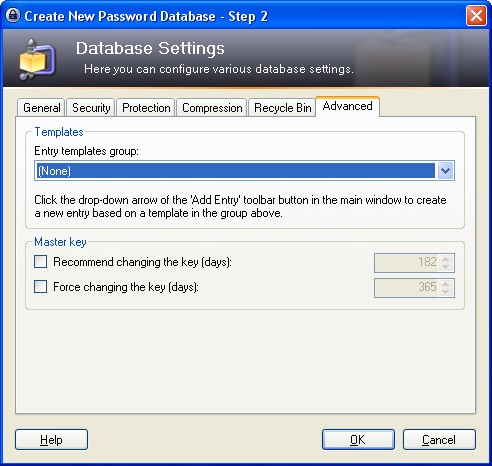 Create New Password Database - Step 2
Database Settings
Here you can configure various database settings.
General Security Protection Compression Recycle Bin Advanced
Templates
Entry templates group:
(None)
Click the drop-down arrow of the 'Add Entry' toolbar button in the main window to create
a new entry based on a template in the group above.
Master key
Recommend changing the key (days): 182
Force changing the key (days): 365
Help OK Cancel